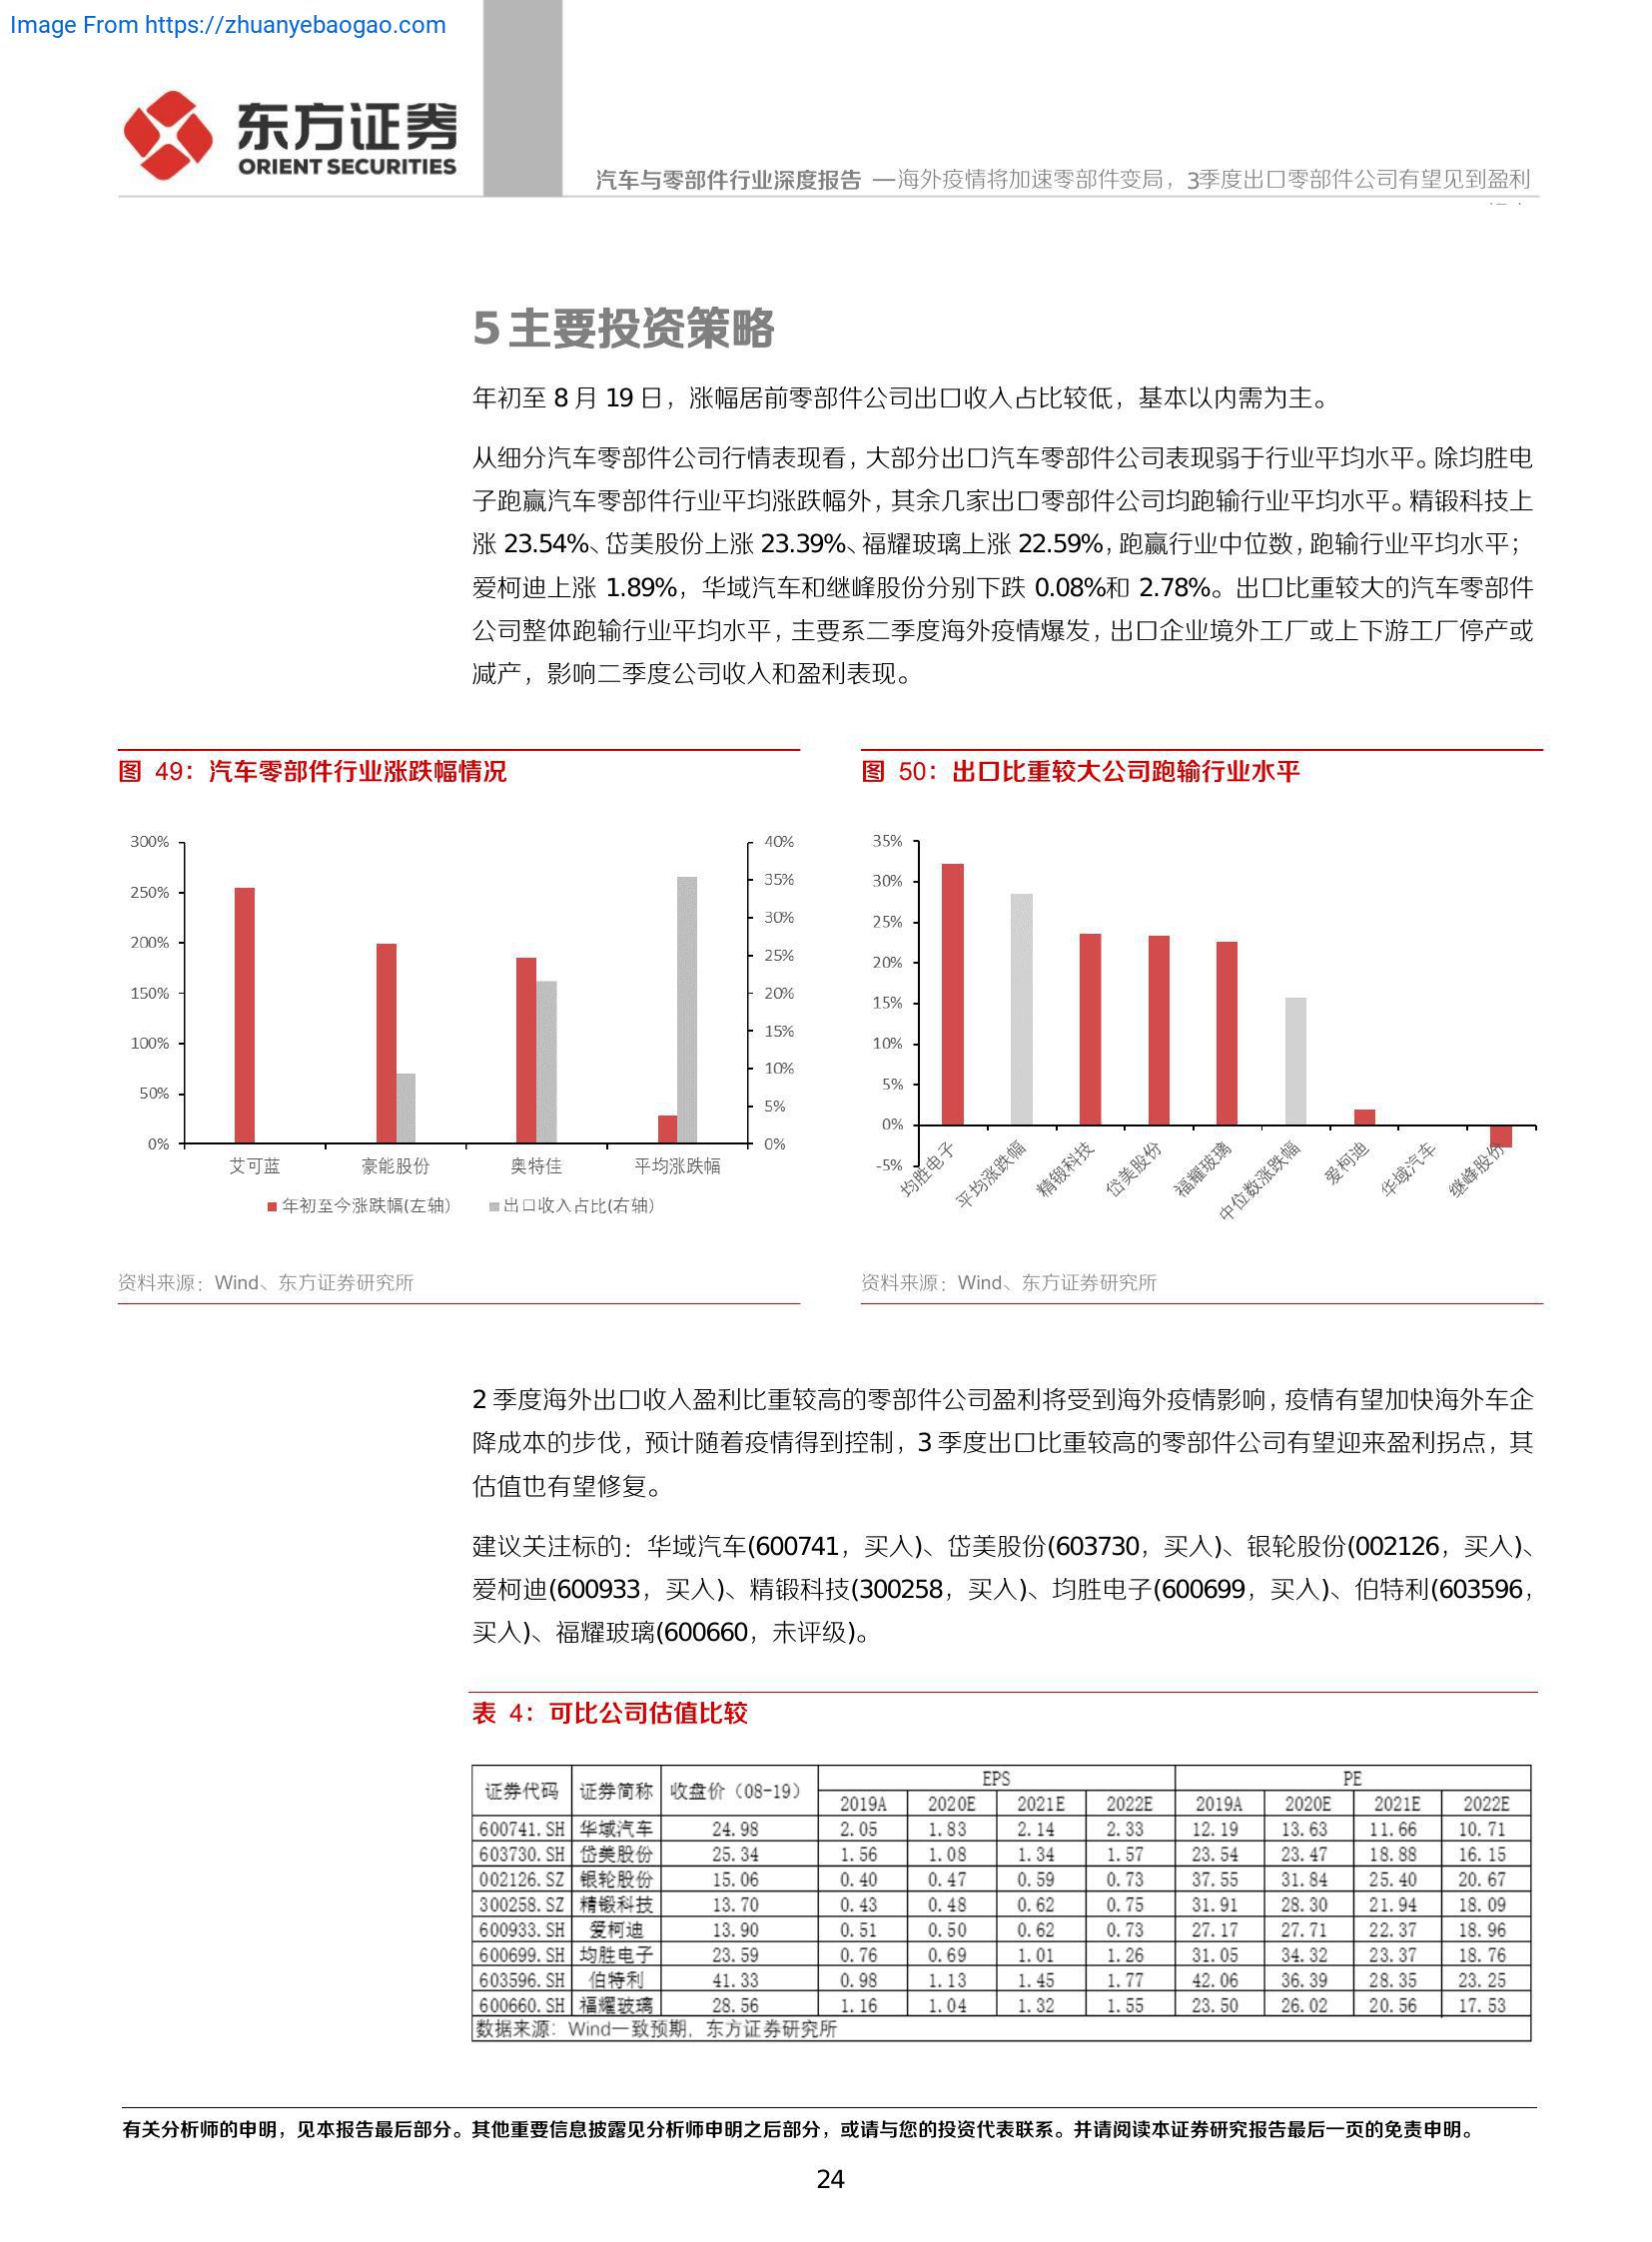 Image From https://zhuanyebaogao.com
东方证券
ORIENT SECURITIES
汽车与零部件行业深度报告 —海外疫情将加速零部件变局，3季度出口零部件公司有望见到盈利
5 主要投资策略
年初至 8 月 19 日，涨幅居前零部件公司出口收入占比较低，基本以内需为主。
从细分汽车零部件公司行情表现看，大部分出口汽车零部件公司表现弱于行业平均水平。除均胜电
子跑赢汽车零部件行业平均涨跌幅外，其余几家出口零部件公司均跑输行业平均水平。精锻科技上
涨 23.54%、岱美股份上涨 23.39%、福耀玻璃上涨 22.59%，跑赢行业中位数，跑输行业平均水平；
爱柯迪上涨 1.89%，华域汽车和继峰股份分别下跌 0.08%和 2.78%。出口比重较大的汽车零部件
公司整体跑输行业平均水平，主要系二季度海外疫情爆发，出口企业境外工厂或上下游工厂停产或
减产，影响二季度公司收入和盈利表现。
图 49：汽车零部件行业涨跌幅情况
300%
250%
200%
150%
100%
50%
0%
40%
35%
30%
25%
20%
15%
10%
5%
0%
艾可蓝 豪能股份 奥特佳 平均涨跌幅
年初至今涨跌幅(左轴) 出口收入占比(右轴)
资料来源：Wind、东方证券研究所
图 50：出口比重较大公司跑输行业水平
35%
30%
25%
20%
15%
10%
5%
0%
-5%
均胜电子 平均涨跌幅 精锻科技 岱美股份 福耀玻璃 中位数涨跌幅 爱柯迪 华域汽车 继峰股份
资料来源：Wind、东方证券研究所
2 季度海外出口收入盈利比重较高的零部件公司盈利将受到海外疫情影响，疫情有望加快海外车企
降成本的步伐，预计随着疫情得到控制，3 季度出口比重较高的零部件公司有望迎来盈利拐点，其
估值也有望修复。
建议关注标的：华域汽车(600741，买入)、岱美股份(603730，买入)、银轮股份(002126，买入)、
爱柯迪(600933，买入)、精锻科技(300258，买入)、均胜电子(600699，买入)、伯特利(603596，
买入)、福耀玻璃(600660，未评级)。
表 4：可比公司估值比较
证券代码 证券简称 收盘价（08-19） EPS PE
2019A 2020E 2021E 2022E 2019A 2020E 2021E 2022E
600741.SH 华域汽车 24.98 2.05 1.83 2.14 2.33 12.19 13.63 11.66 10.71
603730.SH 岱美股份 25.34 1.56 1.08 1.34 1.57 23.54 23.47 18.88 16.15
002126.SZ 银轮股份 15.06 0.40 0.47 0.59 0.73 37.55 31.84 25.40 20.67
300258.SZ 精锻科技 13.70 0.43 0.48 0.62 0.75 31.91 28.30 21.94 18.09
600933.SH 爱柯迪 13.90 0.51 0.50 0.62 0.73 27.17 27.71 22.37 18.96
600699.SH 均胜电子 23.59 0.76 0.69 1.01 1.26 31.05 34.32 23.37 18.76
603596.SH 伯特利 41.33 0.98 1.13 1.45 1.77 42.06 36.39 28.35 23.25
600660.SH 福耀玻璃 28.56 1.16 1.04 1.32 1.55 23.50 26.02 20.56 17.53
数据来源：Wind一致预期，东方证券研究所
有关分析师的申明，见本报告最后部分。其他重要信息披露见分析师申明之后部分，或请与您的投资代表联系。并请阅读本证券研究报告最后一页的免责申明。
24